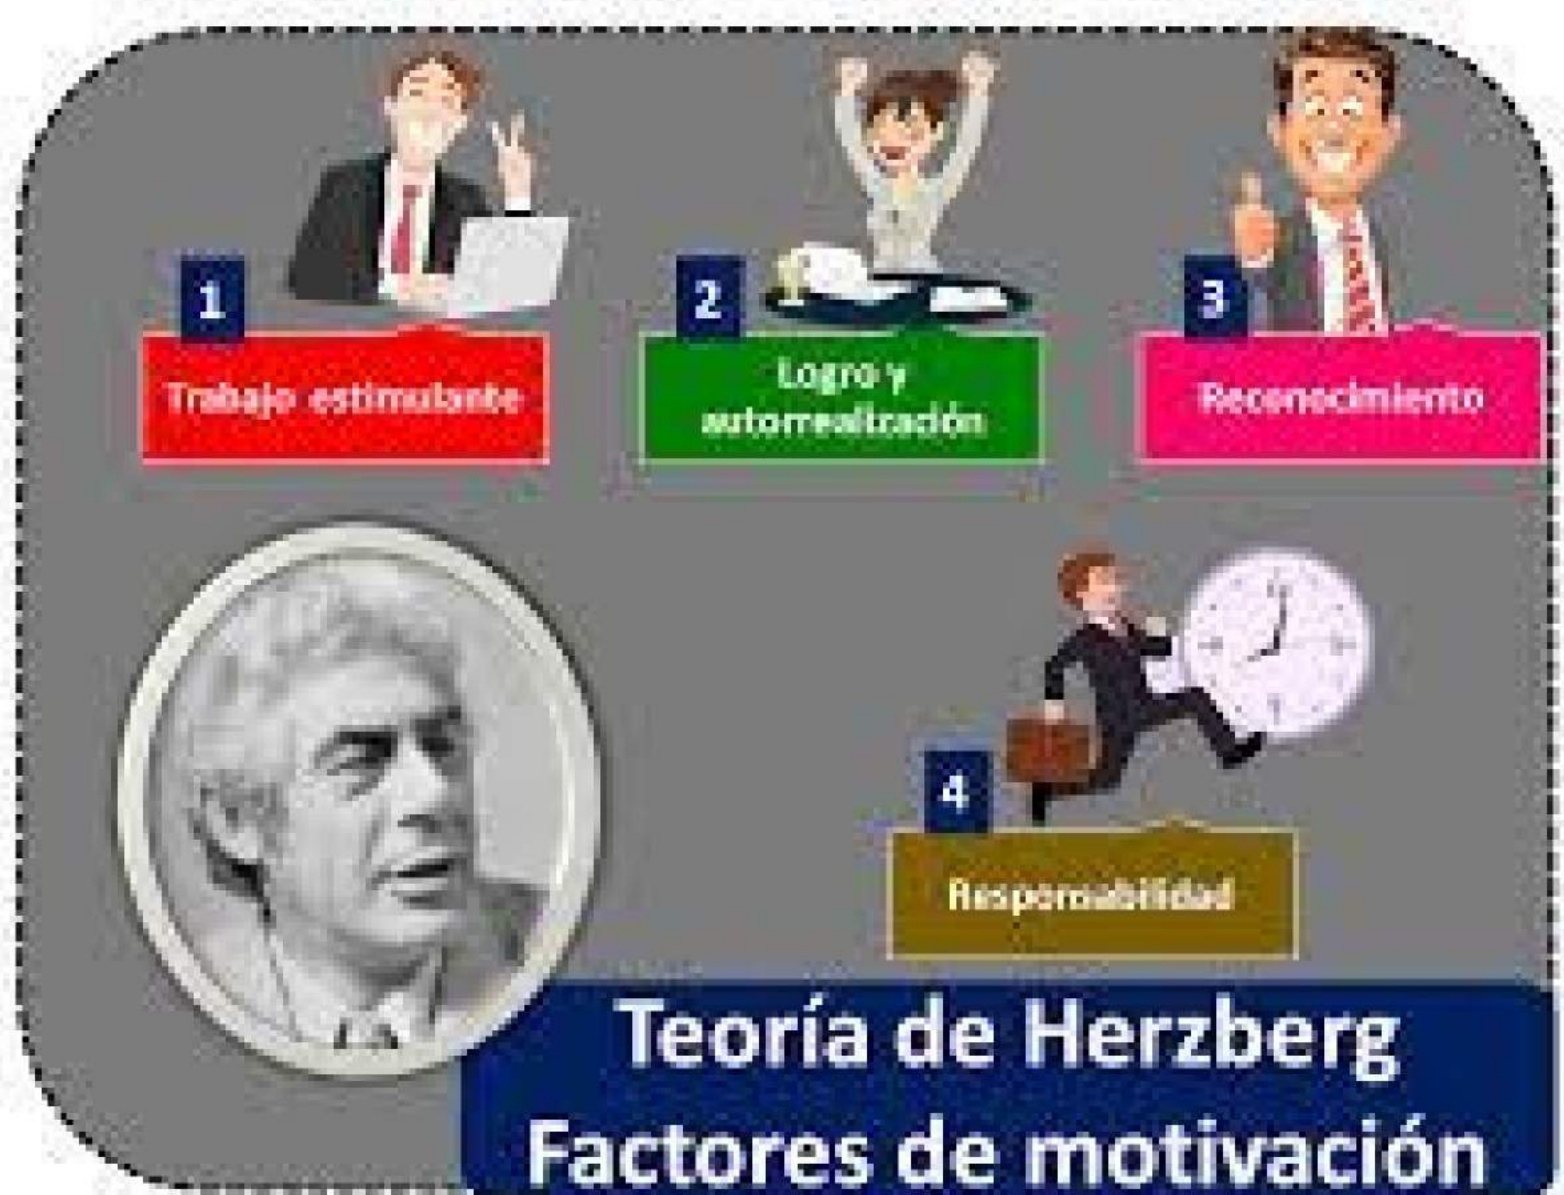 1
Trabajo estimulante
2
Logro y
autorrealización
3
Reconocimiento
4
Responsabilidad
Teoría de Herzberg
Factores de motivación